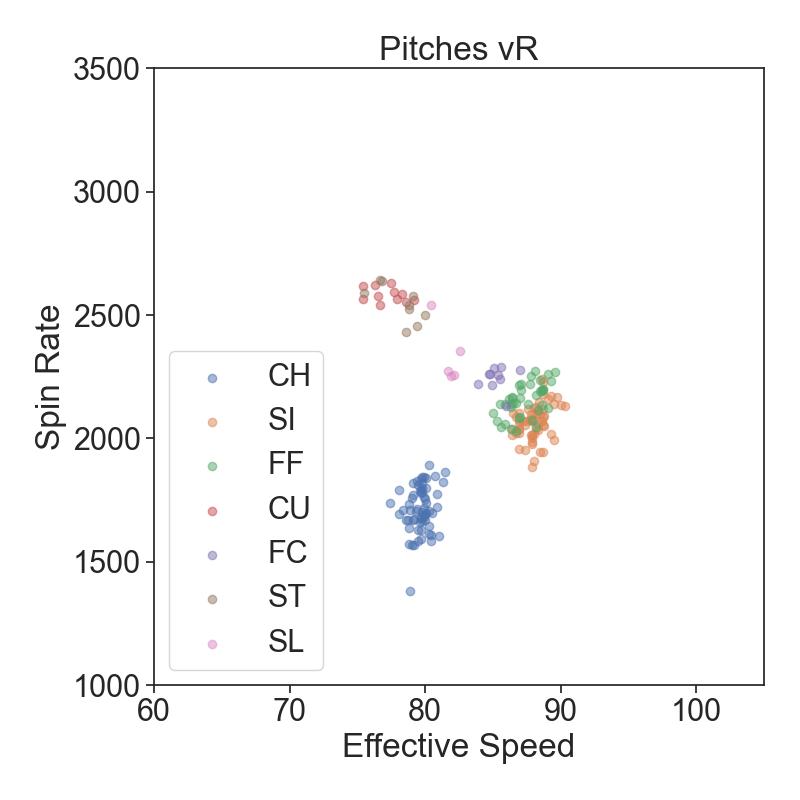 Pitches vR
3500
3000
2500
2000
1500
1000
Spin Rate
CH
SI
FF
CU
FC
ST
SL
60 70 80 90 100
Effective Speed